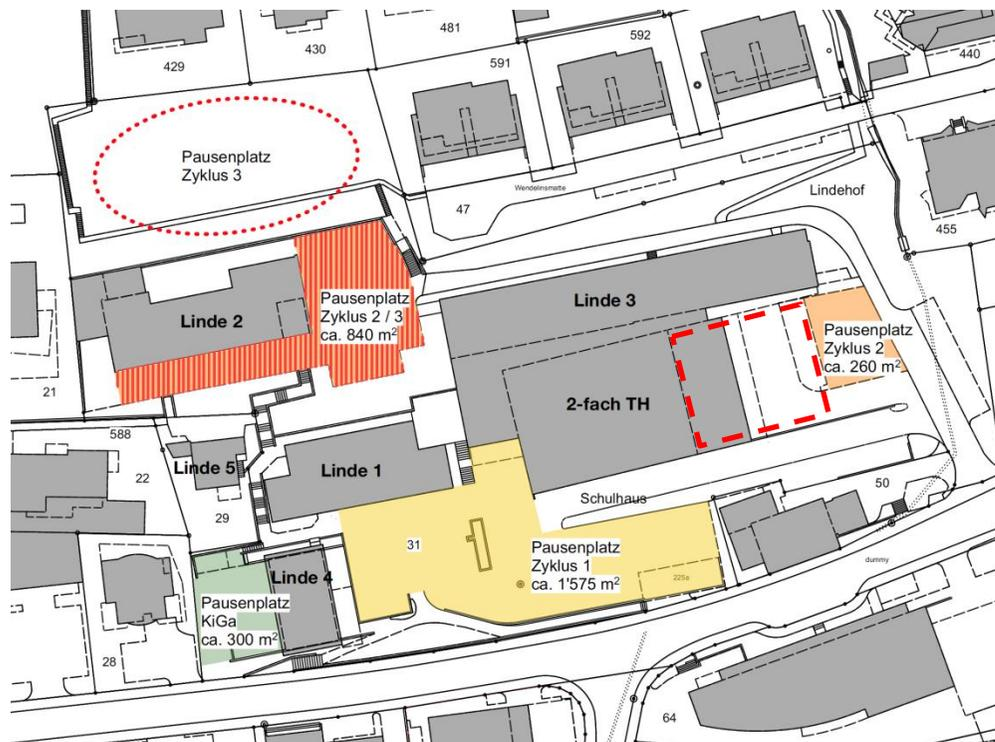 429
430
481
591
592
440
Pausenplatz
Zyklus 3
Wendelinsmatte
47
Lindehof
455
Linde 2
Pausenplatz
Zyklus 2 / 3
ca. 840 m²
Linde 3
Pausenplatz
Zyklus 2
ca. 260 m²
21
2-fach TH
588
22
Linde 5
Linde 1
29
Schulhaus
50
31
Pausenplatz
Zyklus 1
ca. 1'575 m²
225a
dummy
Linde 4
Pausenplatz
KiGa
ca. 300 m²
28
64